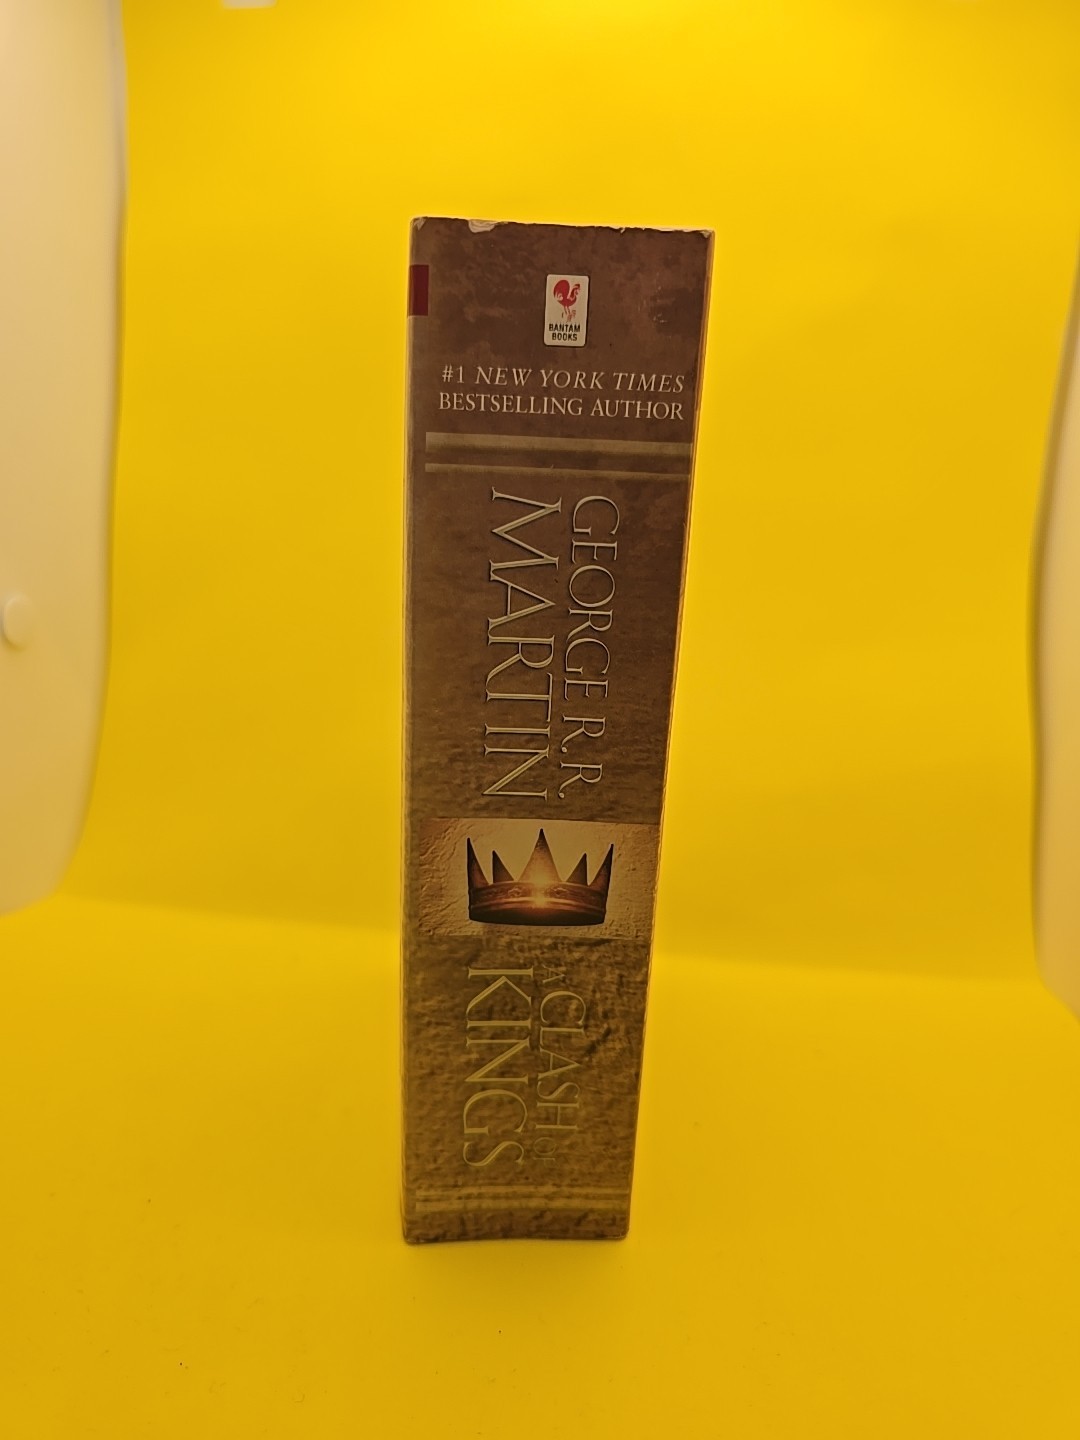 BANTAM
BOOKS
#1 NEW YORK TIMES
BESTSELLING AUTHOR
GEORGE R.R.
MARTIN
A CLASH OF
KINGS